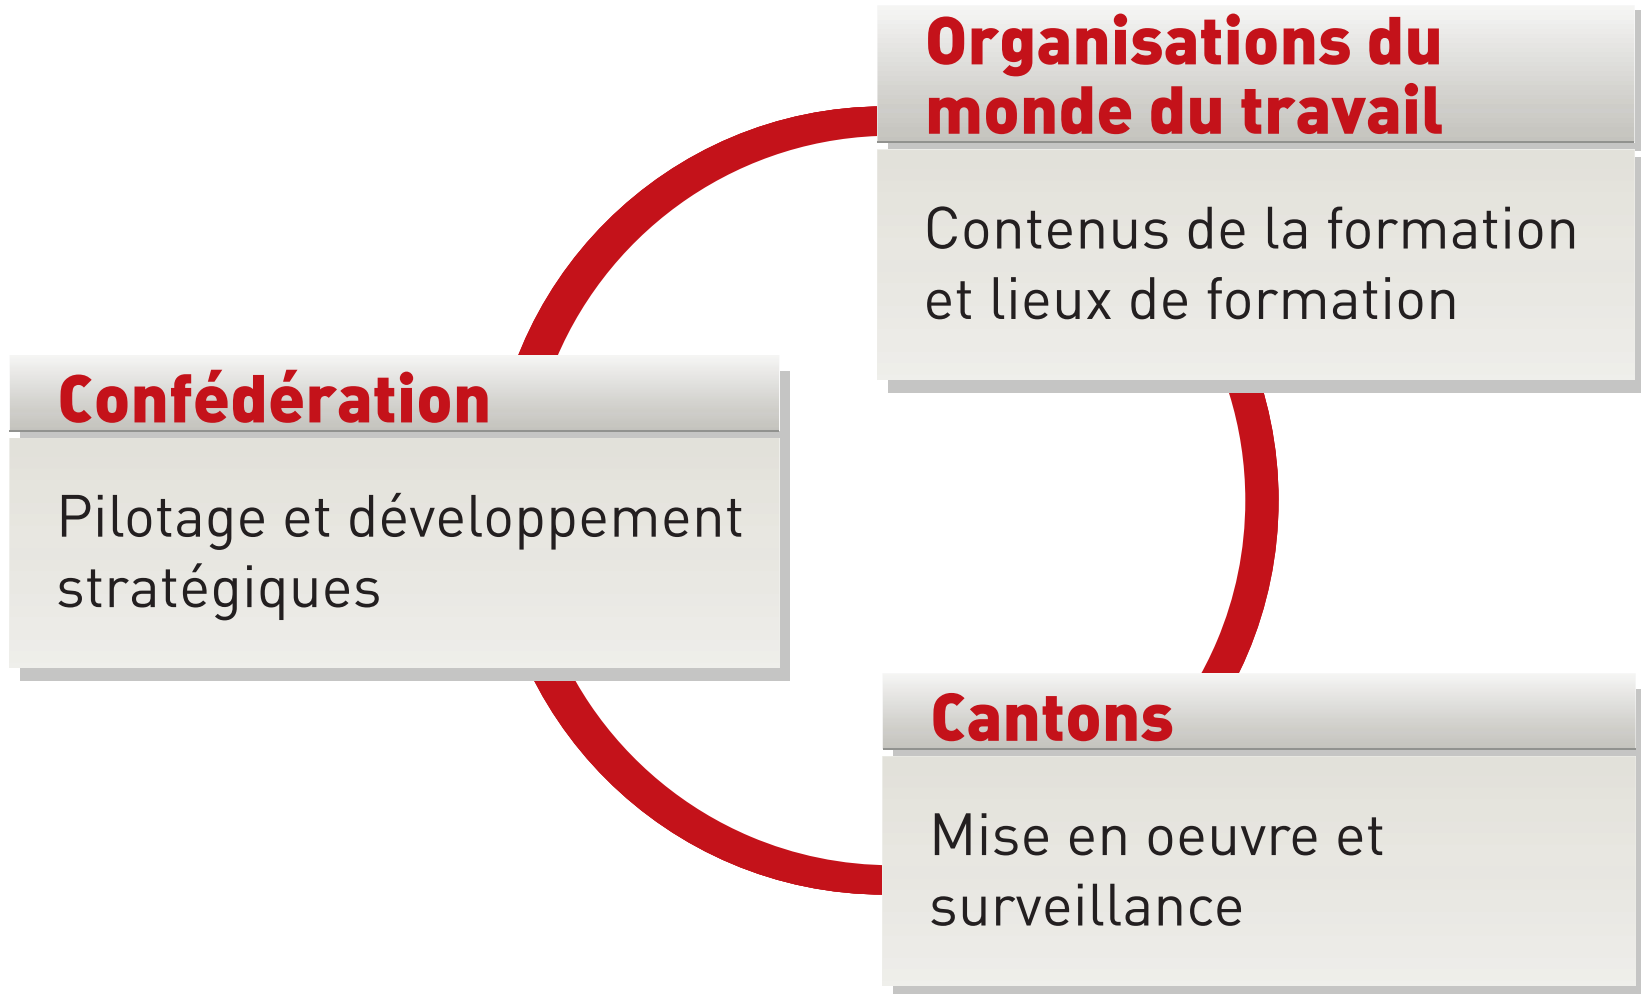 Organisations du
monde du travail
Contenus de la formation
et lieux de formation
Confédération
Pilotage et développement
stratégiques
Cantons
Mise en oeuvre et
surveillance